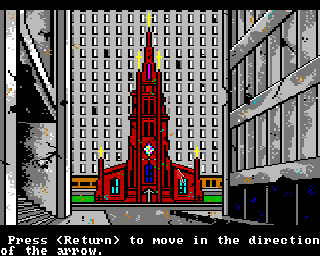 Press <Return> to move in the direction
of the arrow.